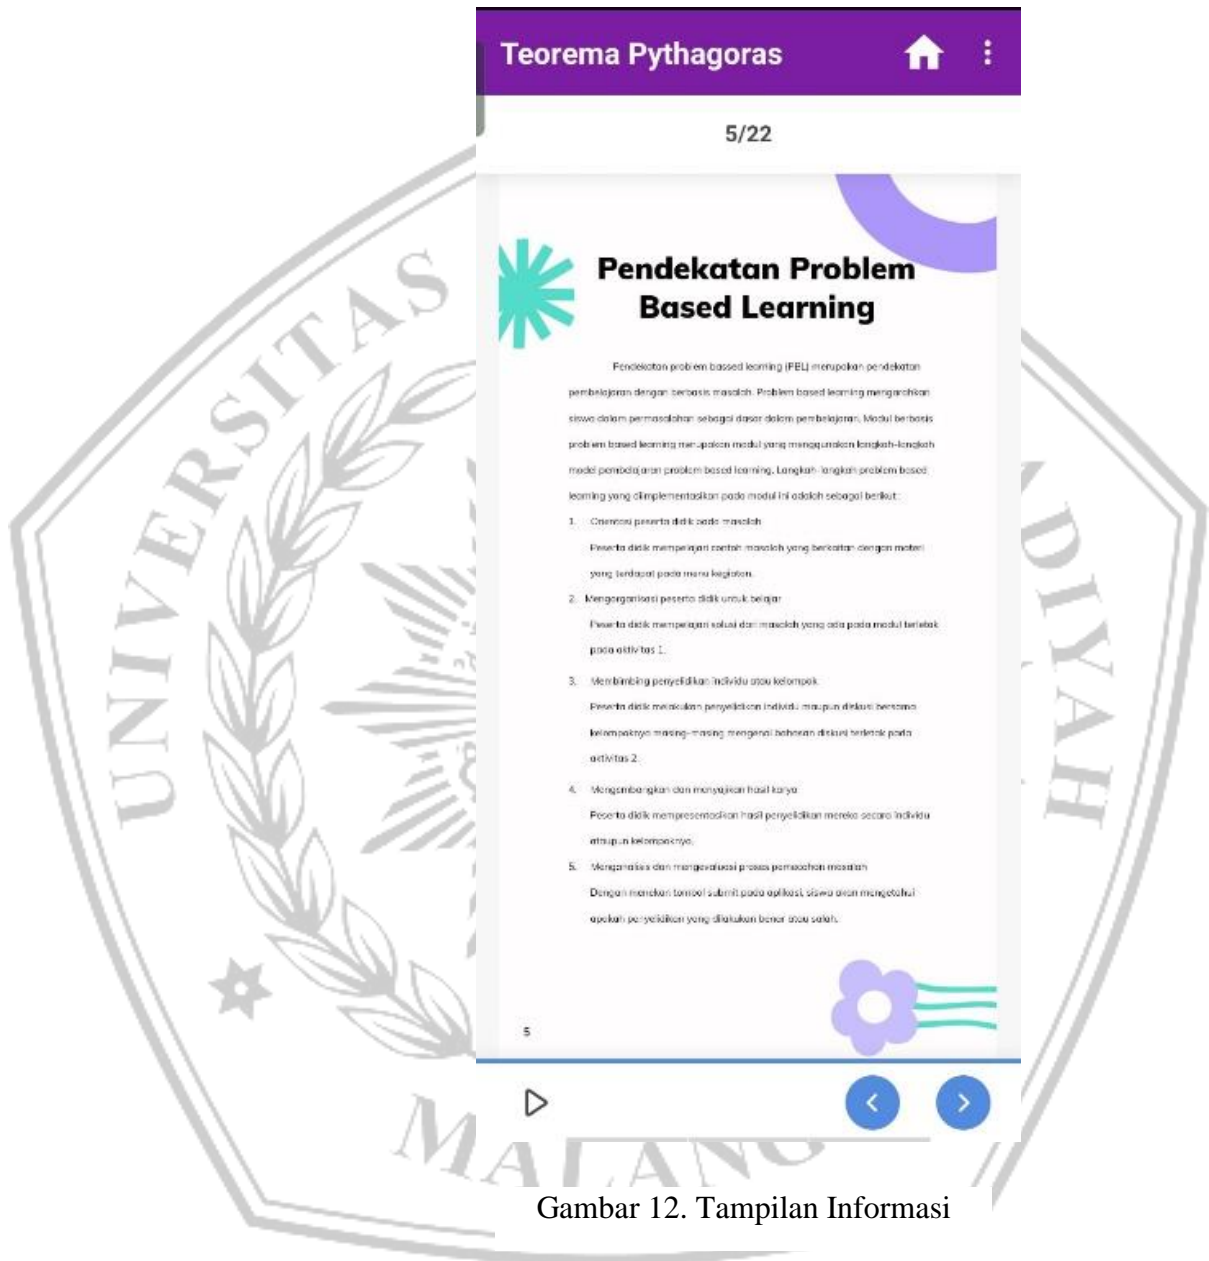 Teorema Pythagoras
5/22
Pendekatan Problem
Based Learning
Pendekatan problem bassed learning (PBL) merupakan pendekatan
pembelajaran dengan berbasis masalah. Problem based learning mengarahkan
siswa dalam permasalahan sebagai dasar dalam pembelajaran. Modul berbasis
problem based learning merupakan modul yang menggunakan langkah-langkah
model pembelajaran problem based learning. Langkah-langkah problem based
learning yang diimplementasikan pada modul ini adalah sebagai berikut:
1. Orientasi peserta didik pada masalah
Peserta didik mempelajari contoh masalah yang berkaitan dengan materi
yang terdapat pada menu kegiatan.
2. Mengorganisasi peserta didik untuk belajar
Peserta didik mempelajari solusi dari masalah yang ada pada modul terletak
pada aktivitas 1.
3. Membimbing penyelidikan individu atau kelompok
Peserta didik melakukan penyelidikan individu maupun diskusi bersama
kelompoknya masing-masing mengenai bahasan diskusi terletak pada
aktivitas 2.
4. Mengembangkan dan menyajikan hasil karya
Peserta didik mempresentasikan hasil penyelidikan mereka secara individu
ataupun kelompoknya.
5. Menganalisis dan mengevaluasi proses pemecahan masalah
Dengan menekan tombol submit pada aplikasi, siswa akan mengetahui
apakah penyelidikan yang dilakukan benar atau salah.
5
Gambar 12. Tampilan Informasi
UNIVERSITAS
ADIYAH
MALANG